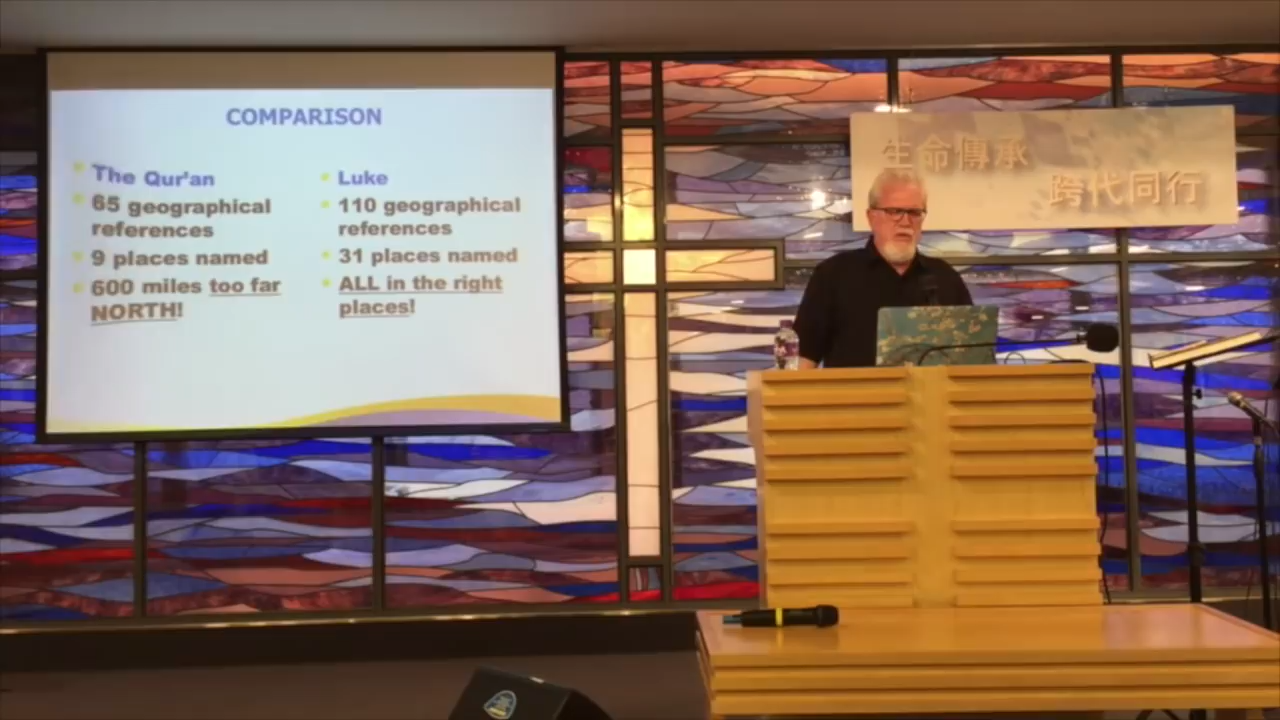 COMPARISON
The Qur'an
65 geographical
references
9 places named
600 miles too far
NORTH!
Luke
110 geographical
references
31 places named
ALL in the right
places!
生命傳承
跨代同行